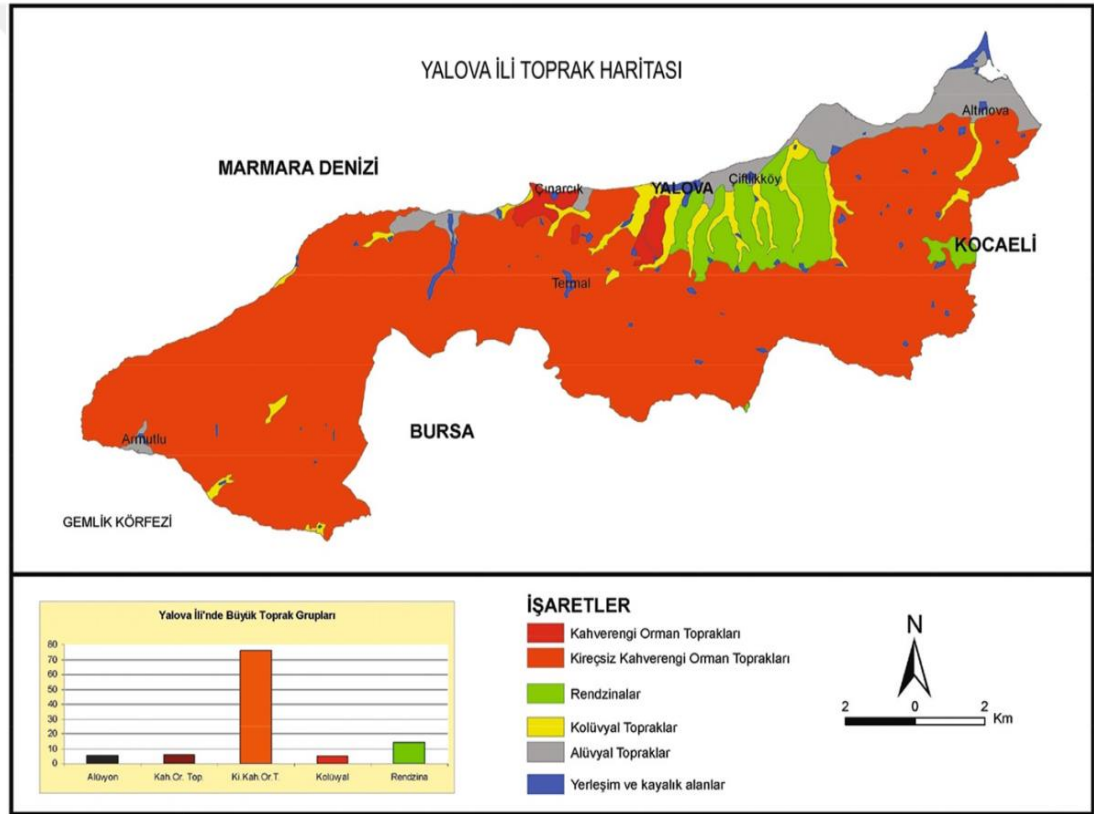 YALOVA İLİ TOPRAK HARİTASI
MARMARA DENİZİ
Altınova
Çınarcık
YALOVA
Çiftlikköy
KOCAELİ
Termal
BURSA
Armutlu
GEMLİK KÖRFEZİ
Yalova İli'nde Büyük Toprak Grupları
80
70
60
50
40
30
20
10
0
Alüvyon
Kah.Or. Top.
Ki.Kah.Or.T.
Kolüvyal
Rendzina
İŞARETLER
Kahverengi Orman Toprakları
Kireçsiz Kahverengi Orman Toprakları
Rendzinalar
Kolüvyal Topraklar
Alüvyal Topraklar
Yerleşim ve kayalık alanlar
N
2 0 2
Km